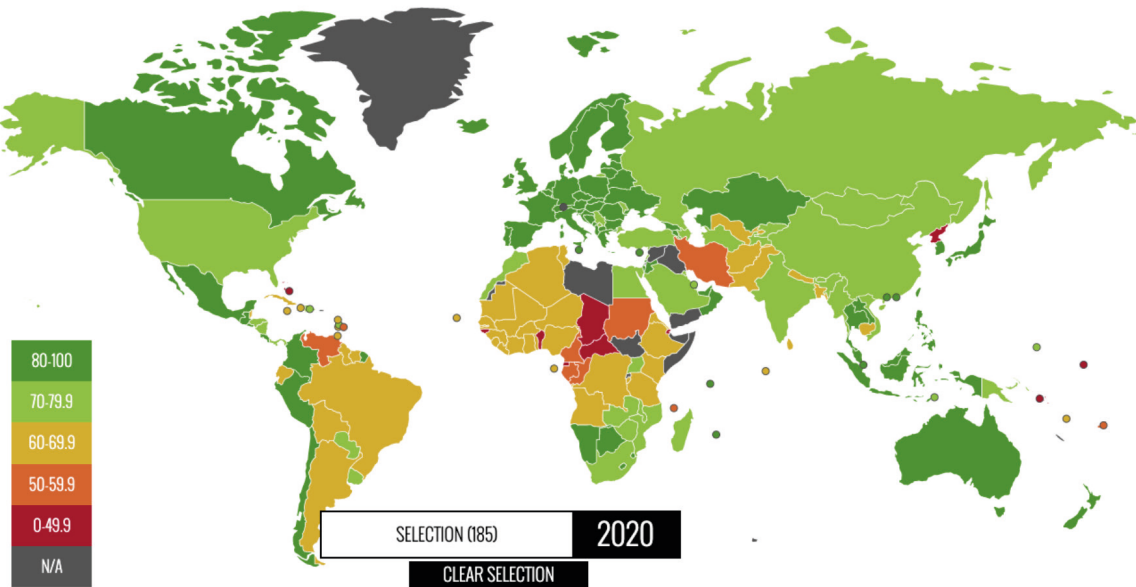 80-100
70-79.9
60-69.9
50-59.9
0-49.9
N/A
SELECTION (185)
2020
CLEAR SELECTION